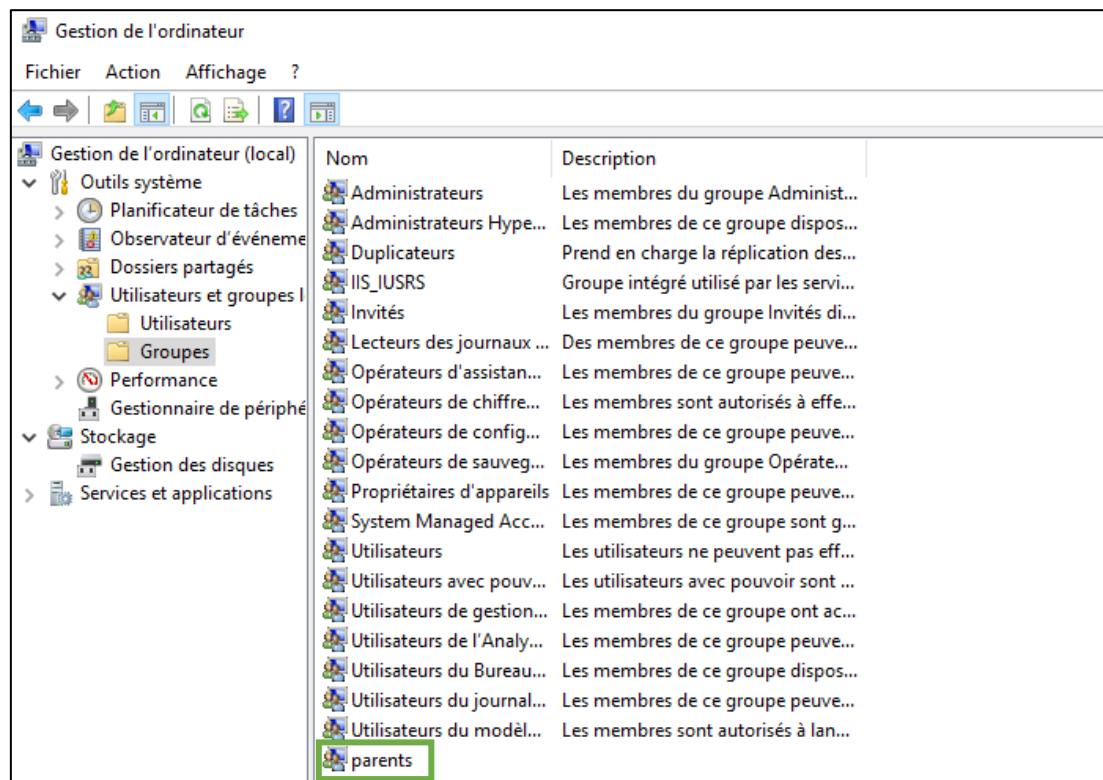 Gestion de l'ordinateur
Fichier Action Affichage ?
Gestion de l'ordinateur (local)
Outils système
Planificateur de tâches
Observateur d'événeme
Dossiers partagés
Utilisateurs et groupes l
Utilisateurs
Groupes
Performance
Gestionnaire de périphé
Stockage
Gestion des disques
Services et applications
Nom Description
Administrateurs Les membres du groupe Administ...
Administrateurs Hype... Les membres de ce groupe dispos...
Duplicateurs Prend en charge la réplication des...
IIS_IUSRS Groupe intégré utilisé par les servi...
Invités Les membres du groupe Invités di...
Lecteurs des journaux ... Des membres de ce groupe peuve...
Opérateurs d'assistan... Les membres de ce groupe peuve...
Opérateurs de chiffre... Les membres sont autorisés à effe...
Opérateurs de config... Les membres de ce groupe peuve...
Opérateurs de sauveg... Les membres du groupe Opérate...
Propriétaires d'appareils Les membres de ce groupe peuve...
System Managed Acc... Les membres de ce groupe sont g...
Utilisateurs Les utilisateurs ne peuvent pas eff...
Utilisateurs avec pouv... Les utilisateurs avec pouvoir sont ...
Utilisateurs de gestion... Les membres de ce groupe ont ac...
Utilisateurs de l'Analy... Les membres de ce groupe peuve...
Utilisateurs du Bureau... Les membres de ce groupe dispos...
Utilisateurs du journal... Les membres de ce groupe peuve...
Utilisateurs du modèl... Les membres sont autorisés à lan...
parents